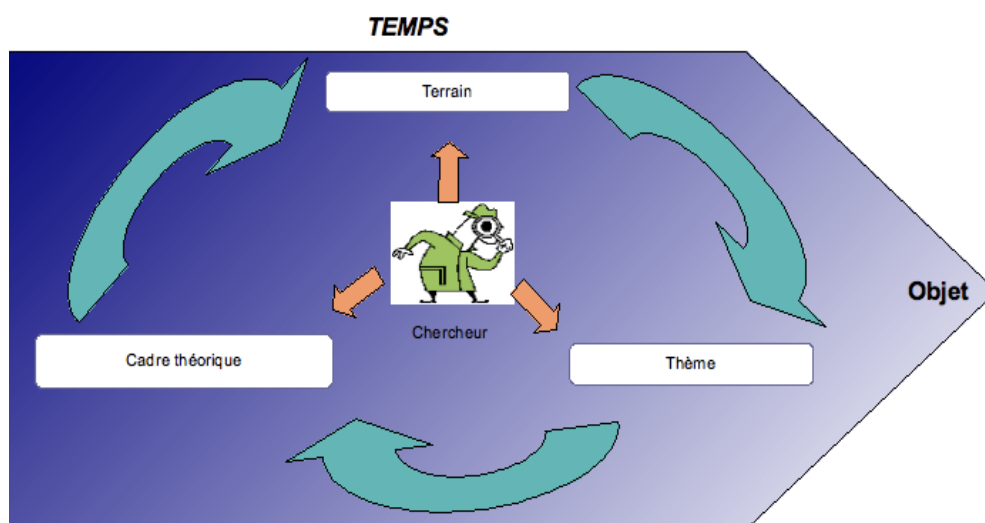 TEMPS
Terrain
Objet
Chercheur
Cadre théorique
Thème